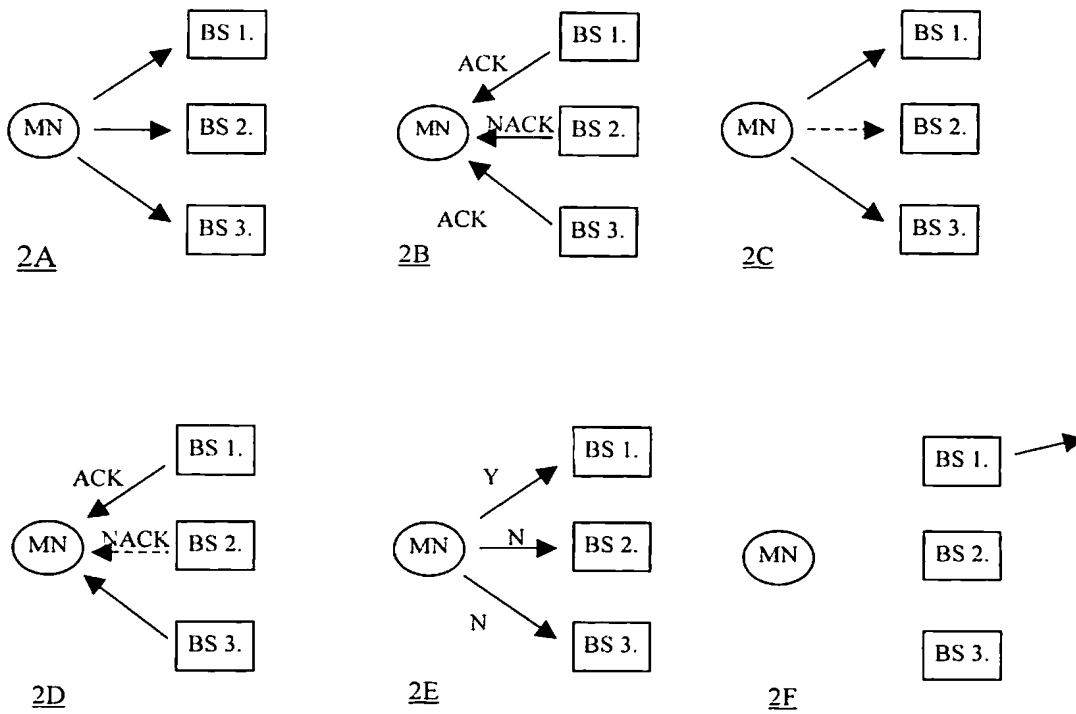 BS 1.
MN
BS 2.
BS 3.
2A
BS 1.
ACK
MN
NACK
BS 2.
ACK
BS 3.
2B
BS 1.
MN
BS 2.
BS 3.
2C
BS 1.
ACK
MN
NACK
BS 2.
BS 3.
2D
BS 1.
Y
MN
N
BS 2.
N
BS 3.
2E
BS 1.
MN
BS 2.
BS 3.
2F